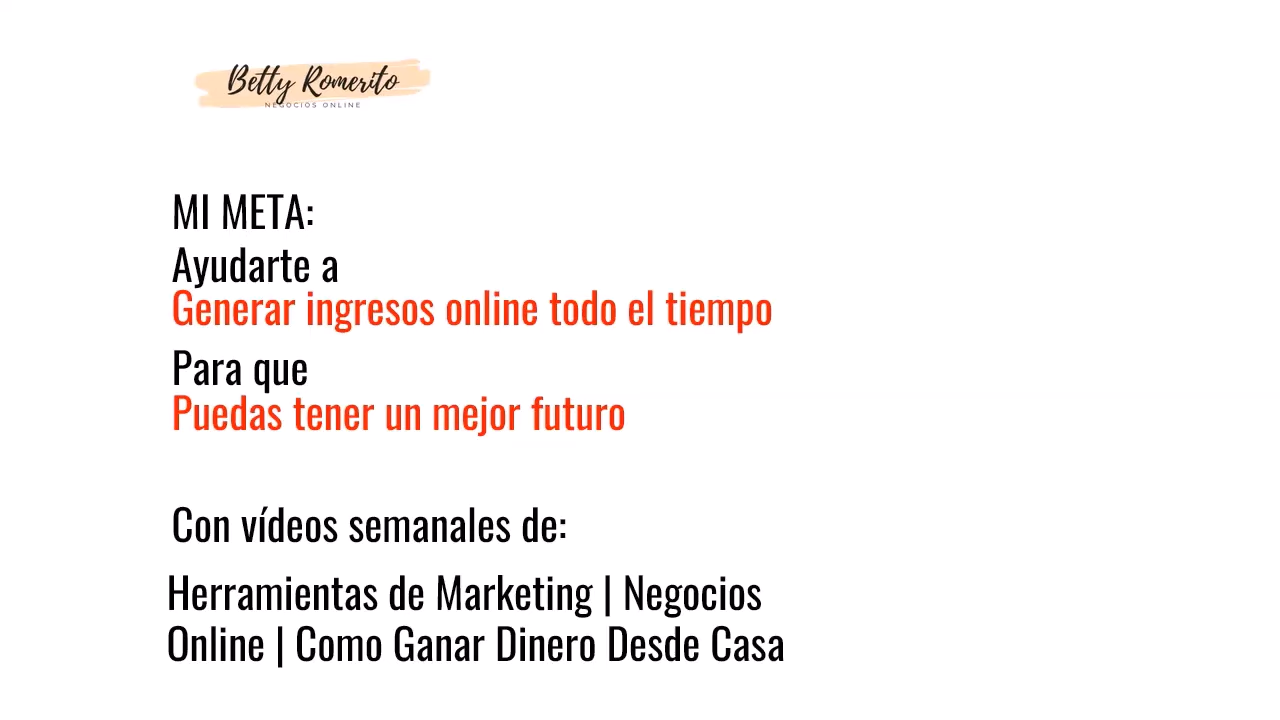 Betty Romerito
NEGOCIOS ONLINE
MI META:
Ayudarte a
Generar ingresos online todo el tiempo
Para que
Puedas tener un mejor futuro
Con vídeos semanales de:
Herramientas de Marketing | Negocios
Online | Como Ganar Dinero Desde Casa